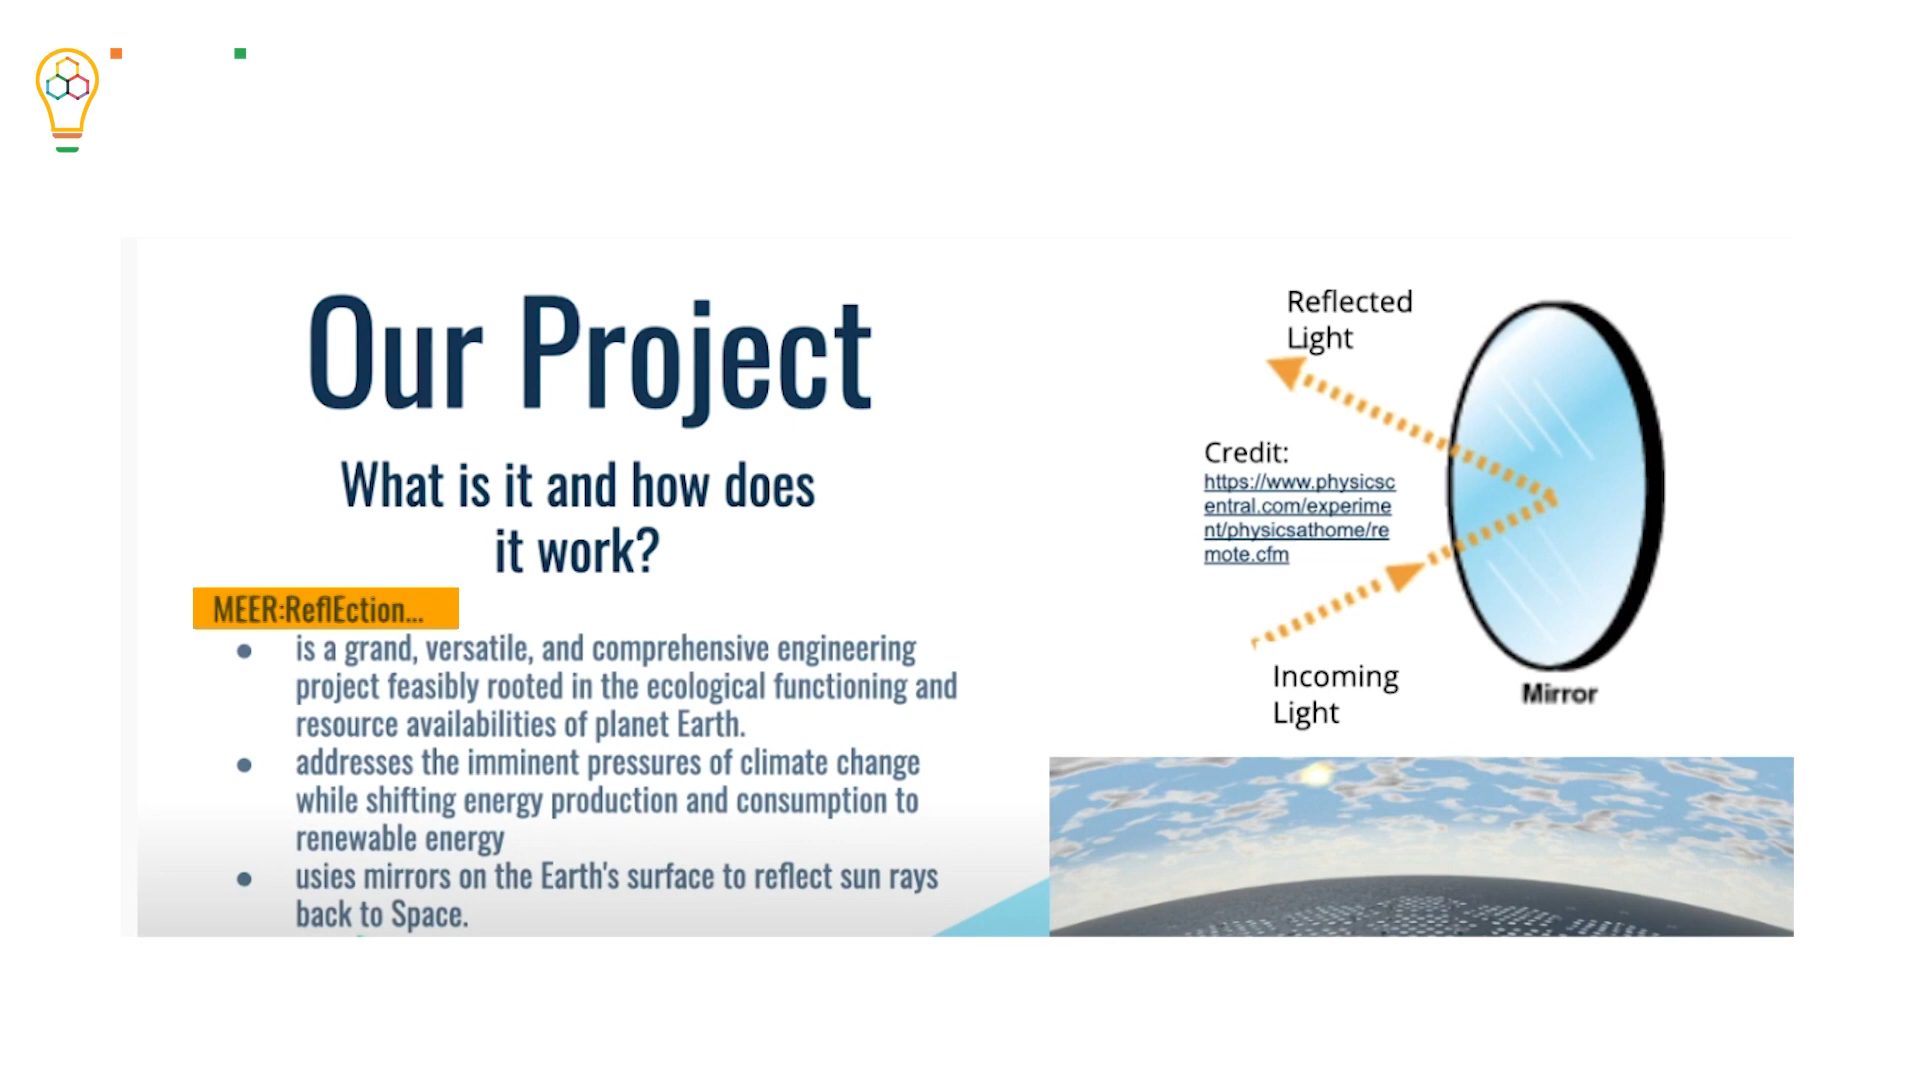 Our Project
What is it and how does
it work?
MEER:ReflEction...
● is a grand, versatile, and comprehensive engineering
project feasibly rooted in the ecological functioning and
resource availabilities of planet Earth.
● addresses the imminent pressures of climate change
while shifting energy production and consumption to
renewable energy
● usies mirrors on the Earth's surface to reflect sun rays
back to Space.
Reflected
Light
Credit:
https://www.physicsc
entral.com/experime
nt/physicsathome/re
mote.cfm
Incoming
Light
Mirror